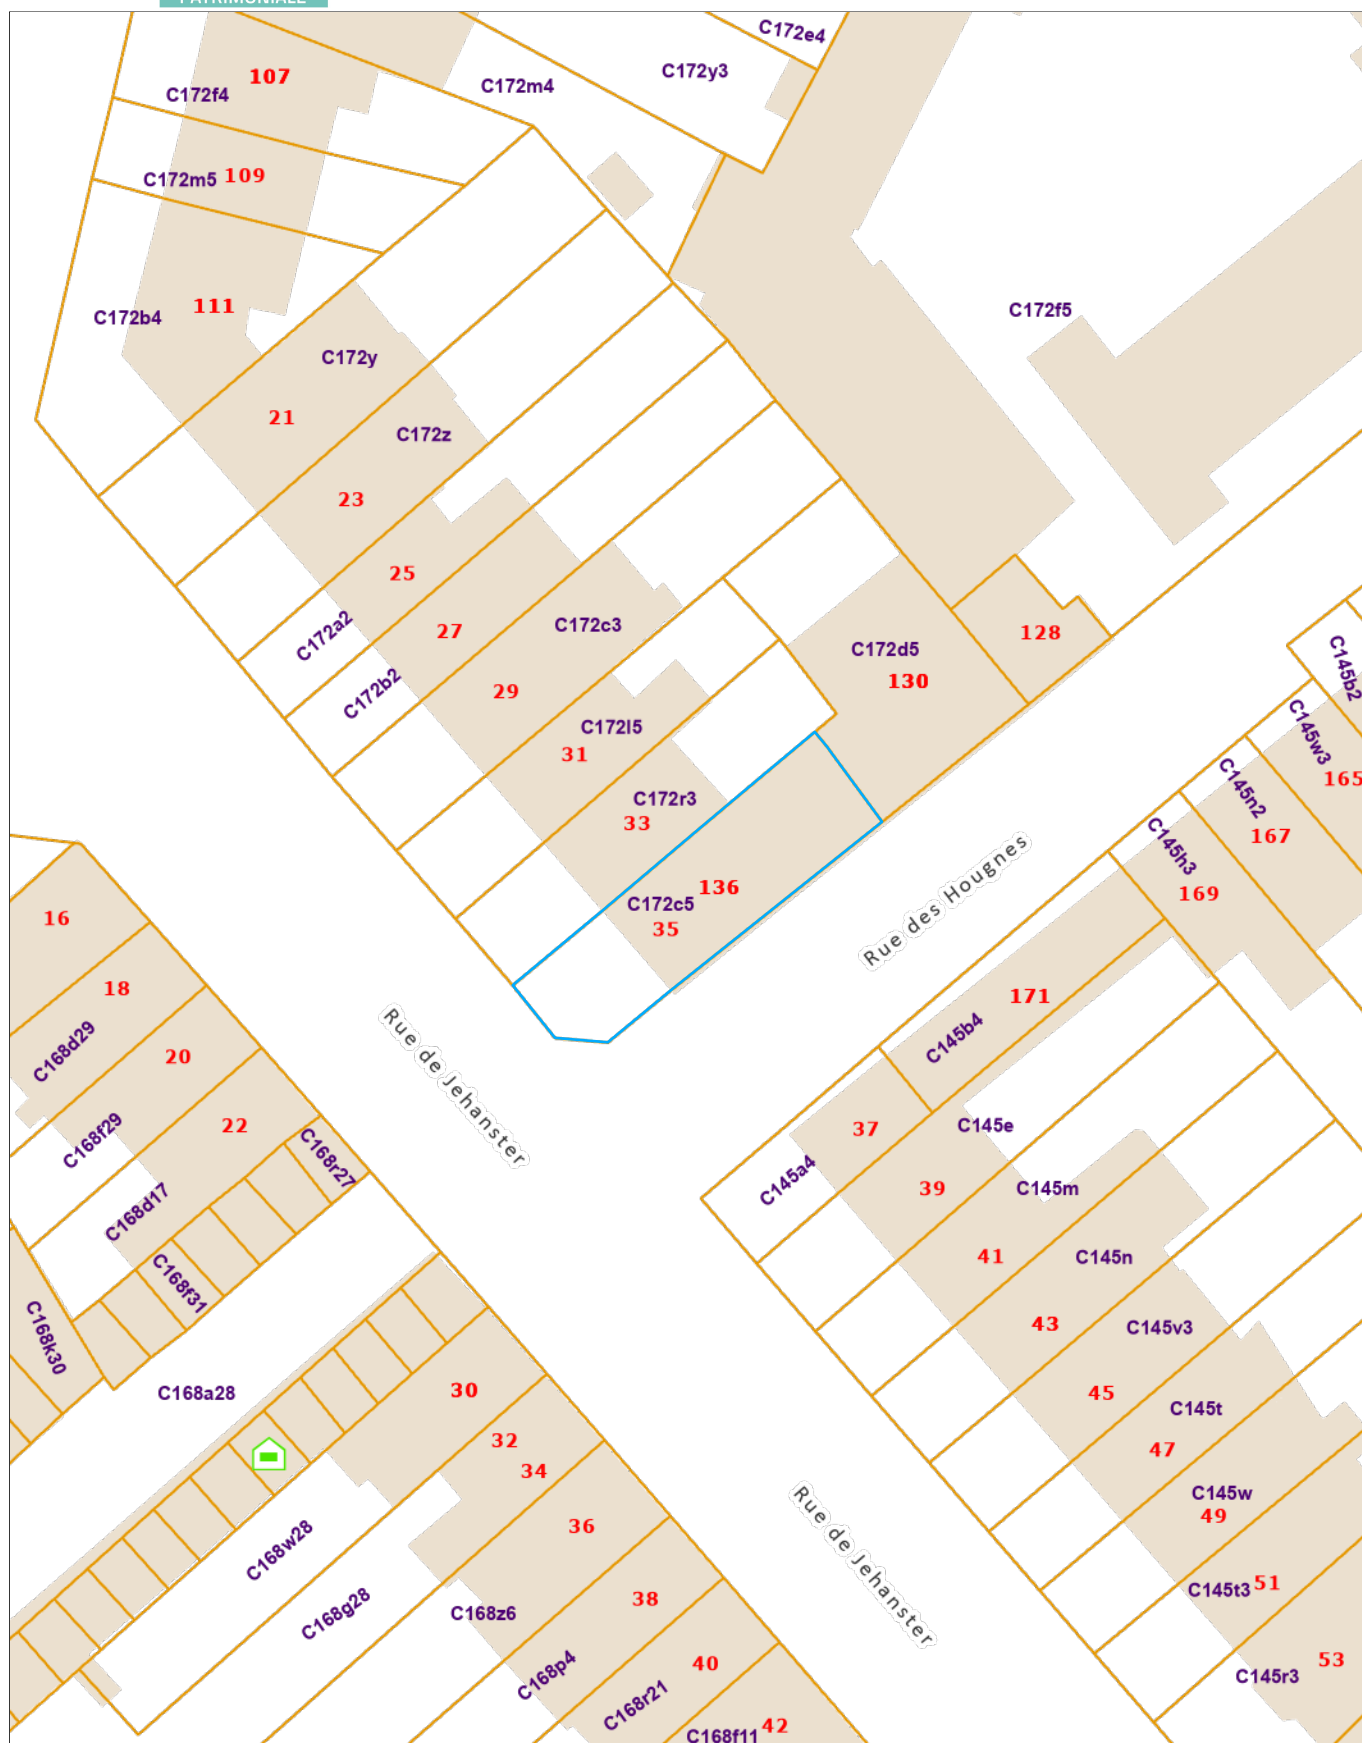 PATRIMONIALE
C172e4
C172y3
107
C172m4
C172f4
109
C172m5
111
C172b4
C172f5
C172y
21
C172z
23
25
C172a2
27
C172c3
C172b2
29
128
C172d5
130
C172l5
31
C172r3
33
136
C172c5
35
C145b2
C145w3
165
C145n2
167
C145h3
169
Rue des Hougnes
16
18
C168d29
20
C168f29
22
C168r27
C168d17
C168f31
C168k30
Rue de Jehanster
171
C145b4
37
C145e
C145a4
39
C145m
41
C145n
43
C145v3
45
C145t
47
C145w
49
C145t3
51
53
C145r3
C168a28
30
32
34
36
C168w28
C168g28
38
C168z6
40
C168p4
C168r21
42
C168f11
Rue de Jehanster